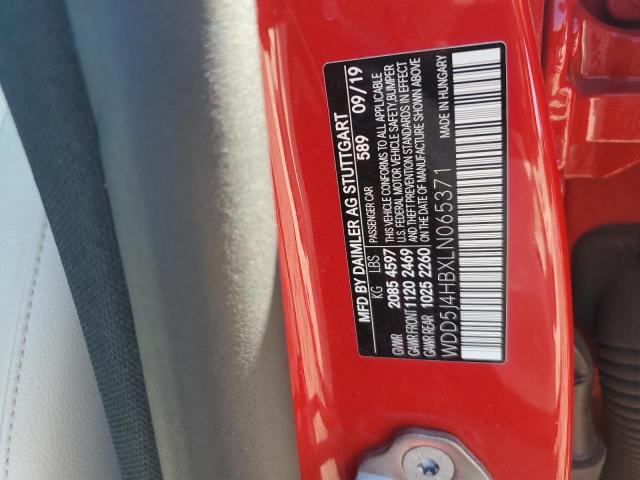 MFD BY DAIMLER AG STUTTGART
PASSENGER CAR 589 09/19
KG LBS THIS VEHICLE CONFORMS TO ALL APPLICABLE
GVWR 2085 4597 U.S. FEDERAL MOTOR VEHICLE SAFETY, BUMPER
GAWR FRONT 1120 2469 AND THEFT PREVENTION STANDARDS IN EFFECT
GAWR REAR 1025 2260 ON THE DATE OF MANUFACTURE SHOWN ABOVE
WDD5J4HBXLN065371 MADE IN HUNGARY